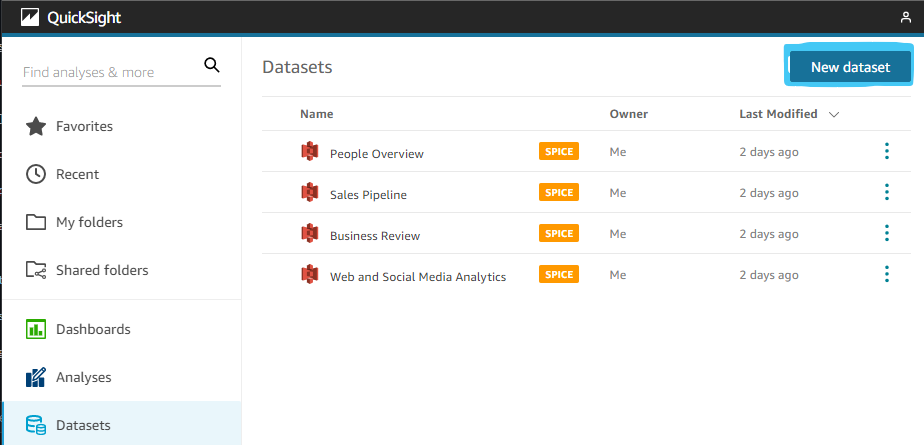 QuickSight
Find analyses & more
Favorites
Recent
My folders
Shared folders
Dashboards
Analyses
Datasets
Datasets
New dataset
Name Owner Last Modified
People Overview SPICE Me 2 days ago
Sales Pipeline SPICE Me 2 days ago
Business Review SPICE Me 2 days ago
Web and Social Media Analytics SPICE Me 2 days ago